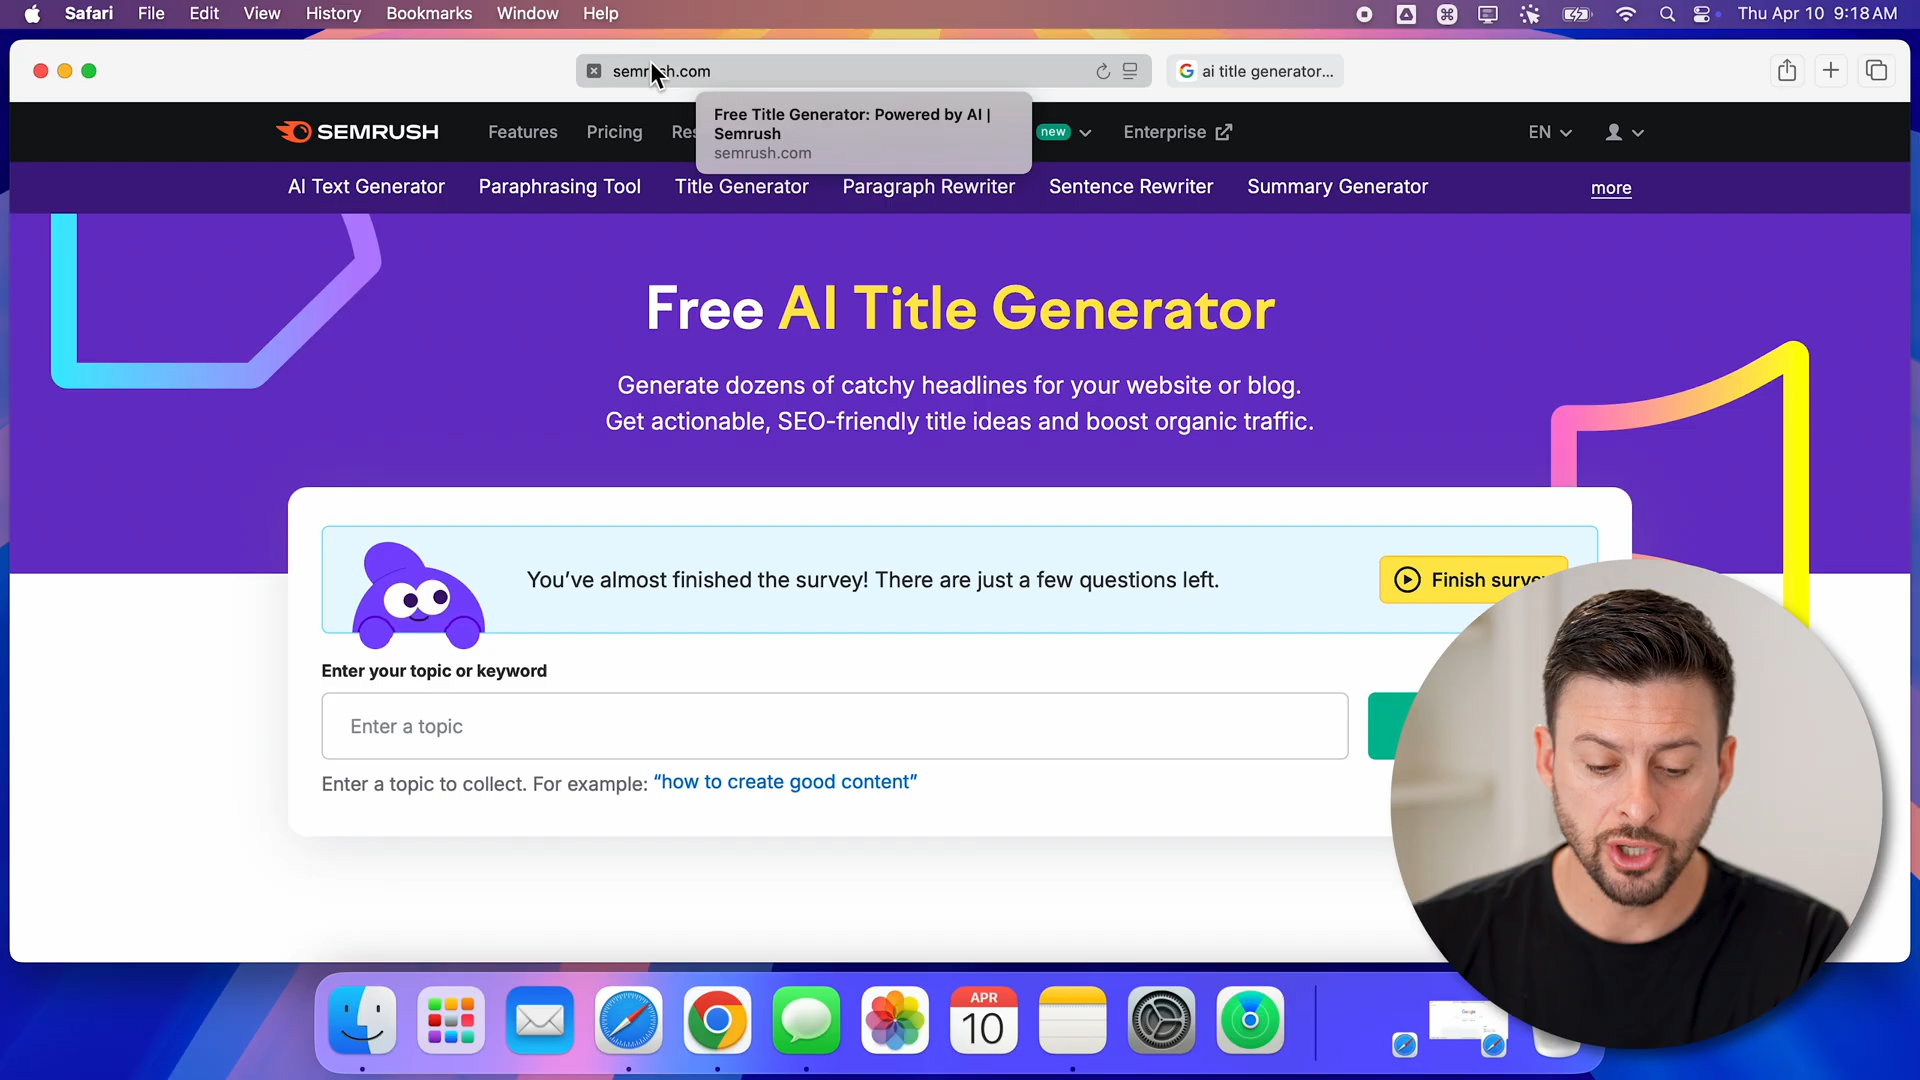 Safari File Edit View History Bookmarks Window Help Thu Apr 10 9:18 AM
semrush.com ai title generator...
Free Title Generator: Powered by AI |
Semrush
semrush.com
SEMRUSH Features Pricing new Enterprise EN
AI Text Generator Paraphrasing Tool Title Generator Paragraph Rewriter Sentence Rewriter Summary Generator more
Free AI Title Generator
Generate dozens of catchy headlines for your website or blog.
Get actionable, SEO-friendly title ideas and boost organic traffic.
You've almost finished the survey! There are just a few questions left. Finish
Enter your topic or keyword
Enter a topic
Enter a topic to collect. For example: “how to create good content”
APR
10